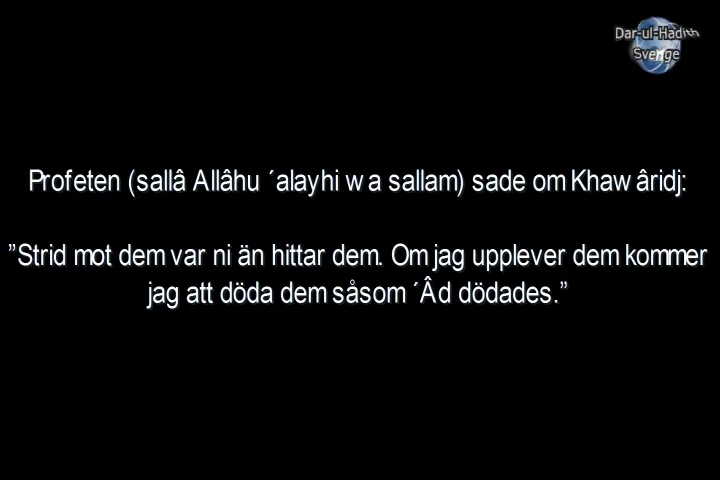 Dar-ul-Hadith
Sverige
Profeten (sallâ Allâhu ´alayhi wa sallam) sade om Khawâridj:
”Strid mot dem var ni än hittar dem. Om jag upplever dem kommer
jag att döda dem såsom ´Âd dödades.”